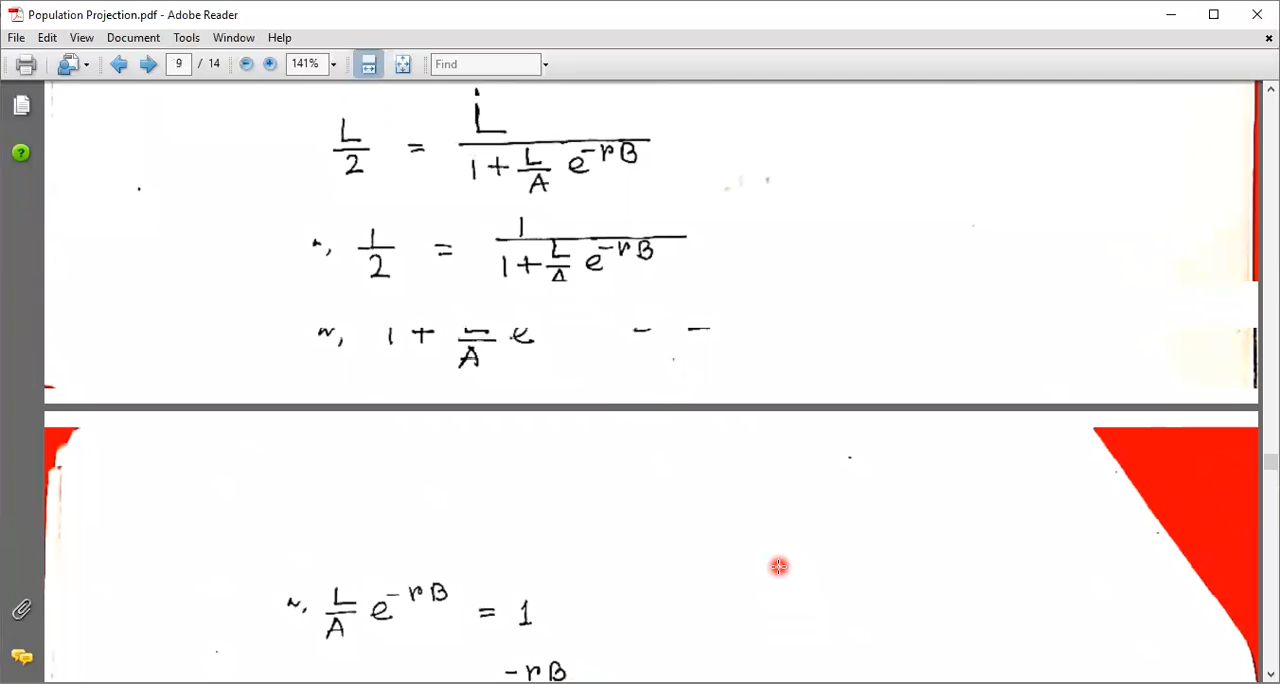 Population Projection.pdf - Adobe Reader
File Edit View Document Tools Window Help
9 / 14 141% Find
L/2 = L / (1 + L/A e^-rB)
1/2 = 1 / (1 + L/A e^-rB)
1 + /A e
L/A e^-rB = 1
-rB